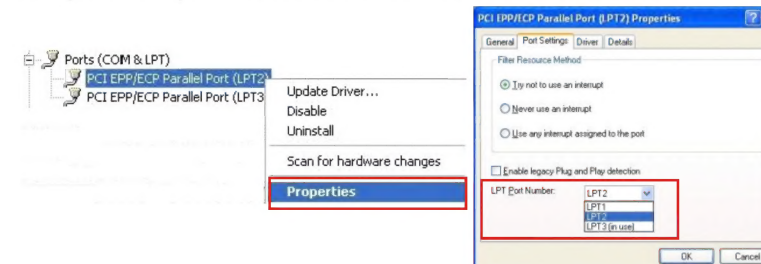 Ports (COM & LPT)
PCI EPP/ECP Parallel Port (LPT2)
PCI EPP/ECP Parallel Port (LPT3
Update Driver...
Disable
Uninstall
Scan for hardware changes
Properties
PCI EPP/ECP Parallel Port (LPT2) Properties
?
General Port Settings Driver Details
Filter Resource Method
Try not to use an interrupt
Never use an interrupt
Use any interrupt assigned to the port
Enable legacy Plug and Play detection
LPT Port Number: LPT2
LPT1
LPT2
LPT3 (in use)
OK Cancel